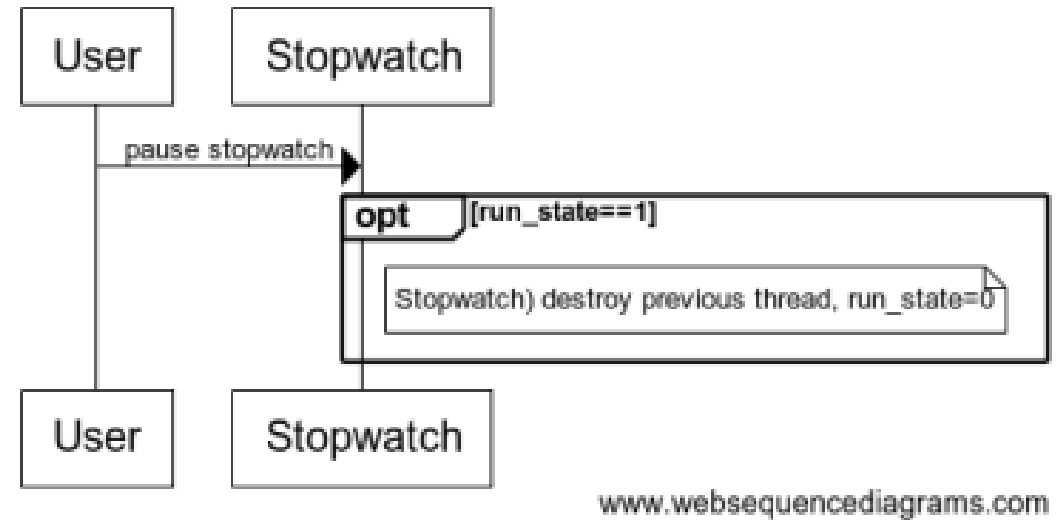 User
Stopwatch
pause stopwatch
opt
[run_state==1]
Stopwatch) destroy previous thread, run_state=0
User
Stopwatch
www.websequencediagrams.com